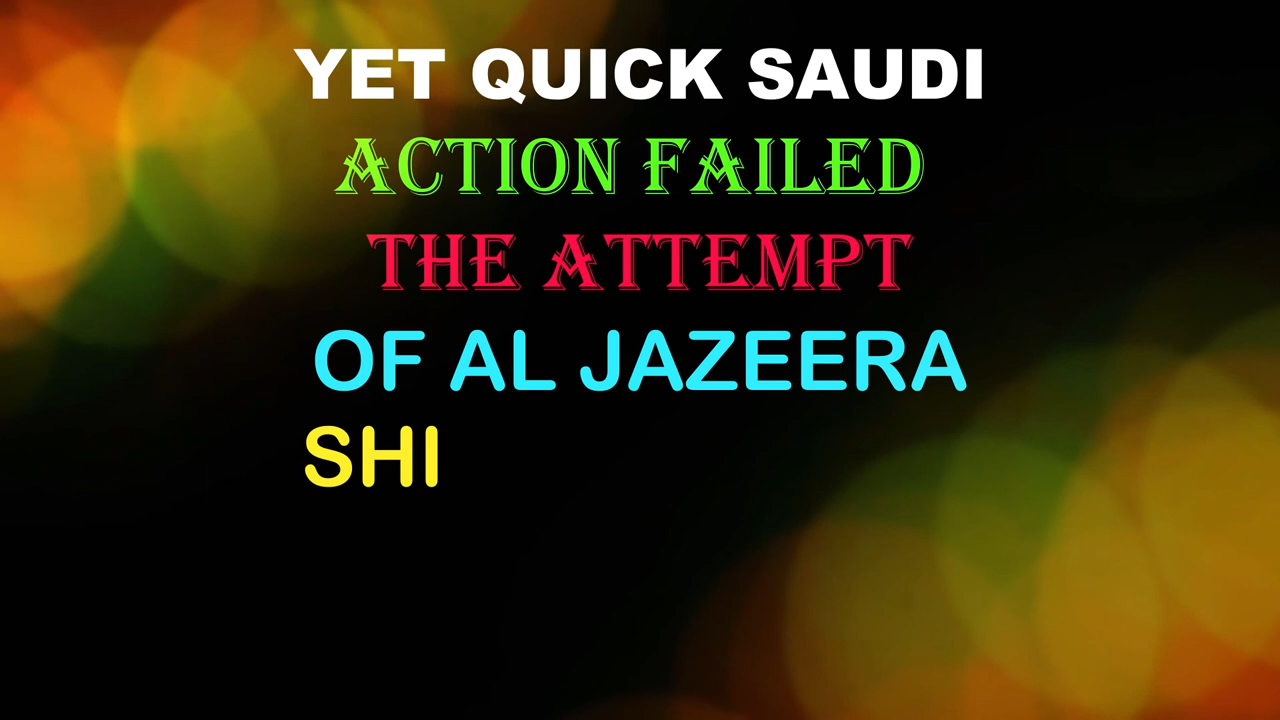 YET QUICK SAUDI
ACTION FAILED
THE ATTEMPT
OF AL JAZEERA
SHI